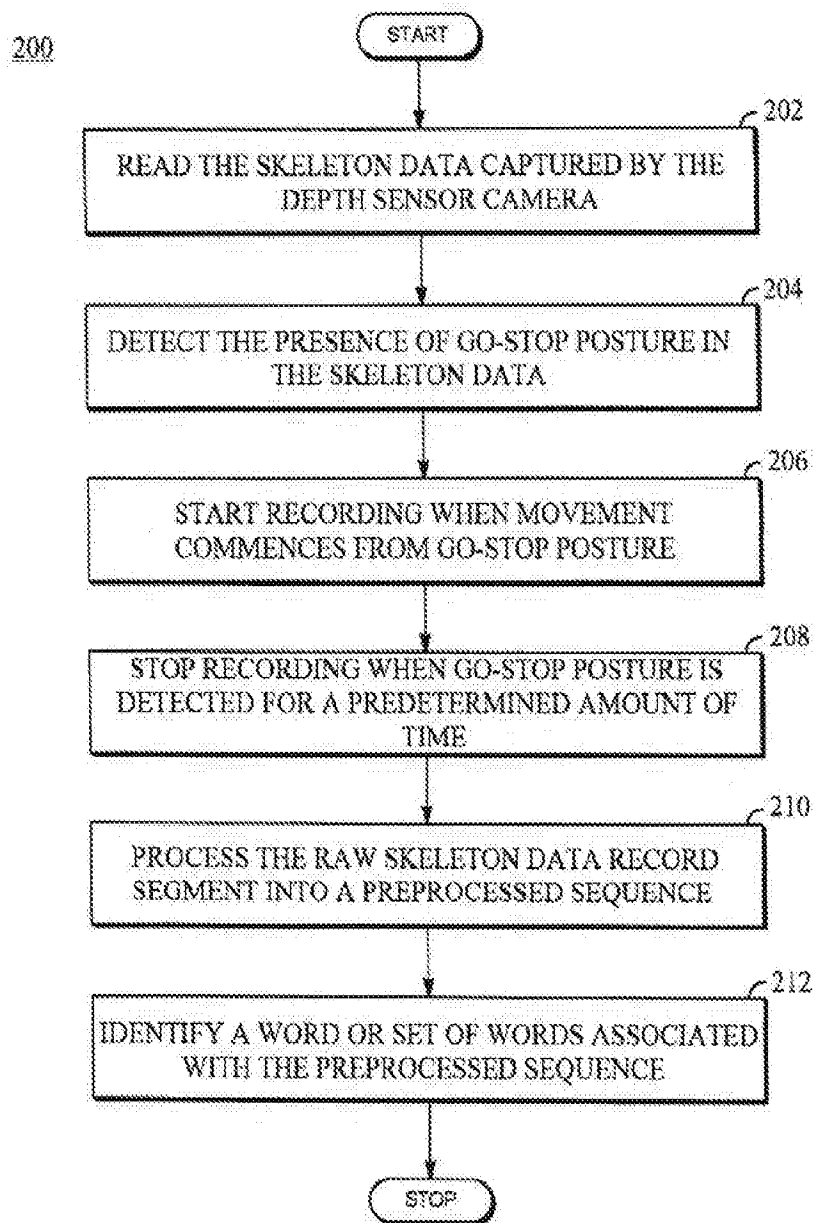 START
200
202
READ THE SKELETON DATA CAPTURED BY THE
DEPTH SENSOR CAMERA
204
DETECT THE PRESENCE OF GO-STOP POSTURE IN
THE SKELETON DATA
206
START RECORDING WHEN MOVEMENT
COMMENCES FROM GO-STOP POSTURE
208
STOP RECORDING WHEN GO-STOP POSTURE IS
DETECTED FOR A PREDETERMINED AMOUNT OF
TIME
210
PROCESS THE RAW SKELETON DATA RECORD
SEGMENT INTO A PREPROCESSED SEQUENCE
212
IDENTIFY A WORD OR SET OF WORDS ASSOCIATED
WITH THE PREPROCESSED SEQUENCE
STOP